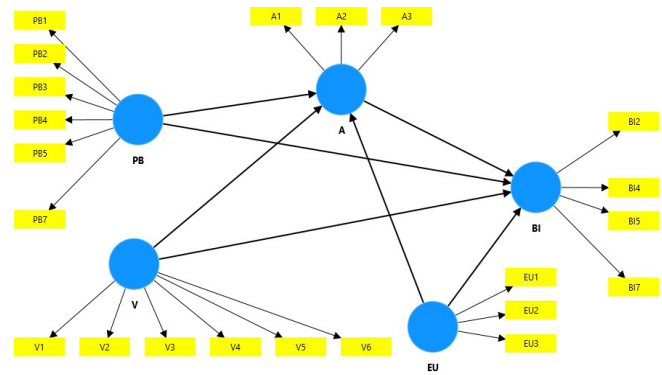 A1 A2 A3
PB1
PB2
PB3
PB4
PB5
PB7
PB
A
BI2
BI4
BI5
BI7
BI
V
EU1
EU2
EU3
EU
V1 V2 V3 V4 V5 V6